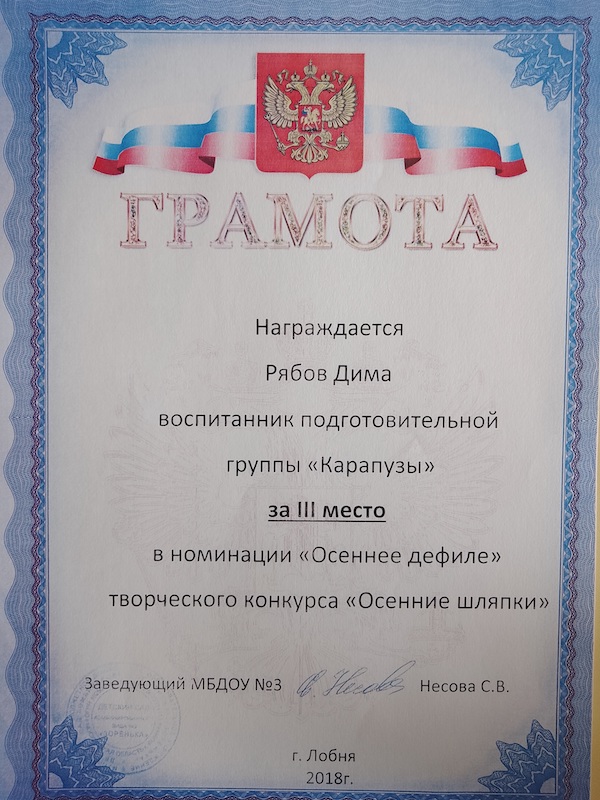 ГРАМОТА
Награждается
Рябов Дима
воспитанник подготовительной
группы «Карапузы»
за III место
в номинации «Осеннее дефиле»
творческого конкурса «Осенние шляпки»
Заведующий МБДОУ №3 Несова С.В.
г. Лобня
2018г.